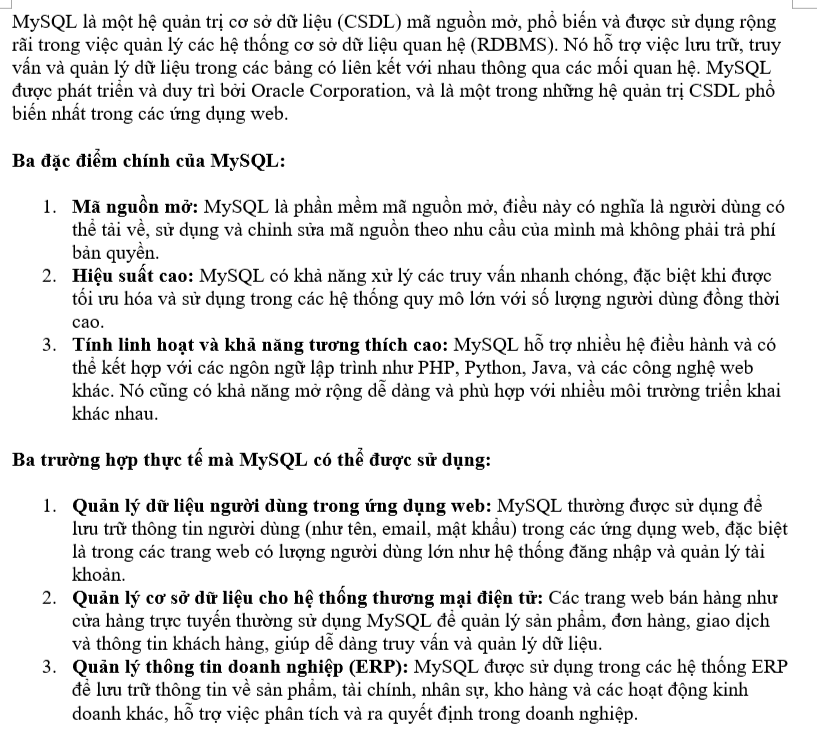 MySQL là một hệ quản trị cơ sở dữ liệu (CSDL) mã nguồn mở, phổ biến và được sử dụng rộng
rãi trong việc quản lý các hệ thống cơ sở dữ liệu quan hệ (RDBMS). Nó hỗ trợ việc lưu trữ, truy
vấn và quản lý dữ liệu trong các bảng có liên kết với nhau thông qua các mối quan hệ. MySQL
được phát triển và duy trì bởi Oracle Corporation, và là một trong những hệ quản trị CSDL phổ
biến nhất trong các ứng dụng web.
Ba đặc điểm chính của MySQL:
1. Mã nguồn mở: MySQL là phần mềm mã nguồn mở, điều này có nghĩa là người dùng có
thể tải về, sử dụng và chỉnh sửa mã nguồn theo nhu cầu của mình mà không phải trả phí
bản quyền.
2. Hiệu suất cao: MySQL có khả năng xử lý các truy vấn nhanh chóng, đặc biệt khi được
tối ưu hóa và sử dụng trong các hệ thống quy mô lớn với số lượng người dùng đồng thời
cao.
3. Tính linh hoạt và khả năng tương thích cao: MySQL hỗ trợ nhiều hệ điều hành và có
thể kết hợp với các ngôn ngữ lập trình như PHP, Python, Java, và các công nghệ web
khác. Nó cũng có khả năng mở rộng dễ dàng và phù hợp với nhiều môi trường triển khai
khác nhau.
Ba trường hợp thực tế mà MySQL có thể được sử dụng:
1. Quản lý dữ liệu người dùng trong ứng dụng web: MySQL thường được sử dụng để
lưu trữ thông tin người dùng (như tên, email, mật khẩu) trong các ứng dụng web, đặc biệt
là trong các trang web có lượng người dùng lớn như hệ thống đăng nhập và quản lý tài
khoản.
2. Quản lý cơ sở dữ liệu cho hệ thống thương mại điện tử: Các trang web bán hàng như
cửa hàng trực tuyến thường sử dụng MySQL để quản lý sản phẩm, đơn hàng, giao dịch
và thông tin khách hàng, giúp dễ dàng truy vấn và quản lý dữ liệu.
3. Quản lý thông tin doanh nghiệp (ERP): MySQL được sử dụng trong các hệ thống ERP
để lưu trữ thông tin về sản phẩm, tài chính, nhân sự, kho hàng và các hoạt động kinh
doanh khác, hỗ trợ việc phân tích và ra quyết định trong doanh nghiệp.